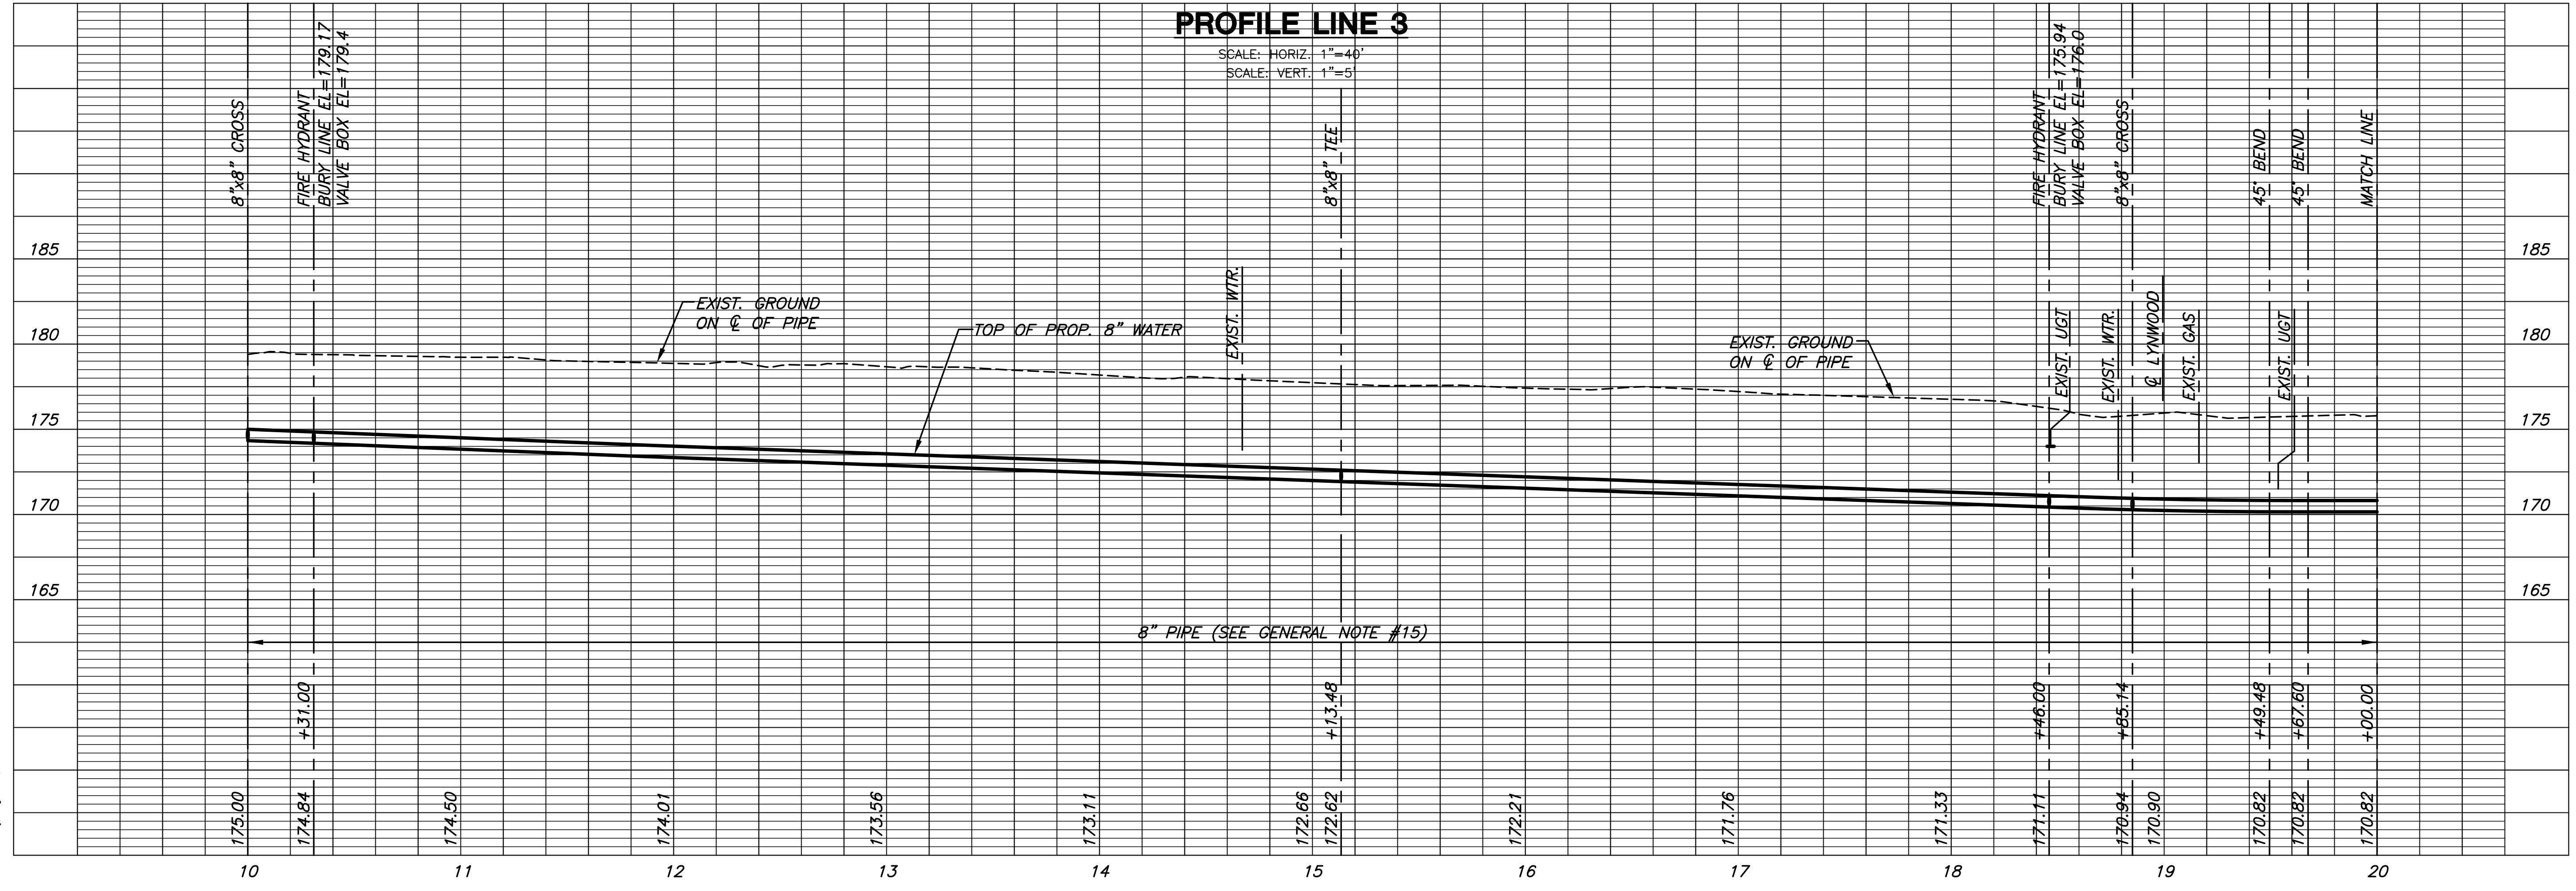 PROFILE LINE 3
SCALE: HORIZ. 1"=40'
SCALE: VERT. 1"=5'
8"x8" CROSS
FIRE HYDRANT
BURY LINE EL=179.17
VALVE BOX EL=179.4
8"x8" TEE
FIRE HYDRANT
BURY LINE EL=175.94
VALVE BOX EL=176.0
8"x8" CROSS
45° BEND
45° BEND
MATCH LINE
185
185
EXIST. GROUND
ON ℄ OF PIPE
TOP OF PROP. 8" WATER
EXIST. WTR.
EXIST. GROUND
ON ℄ OF PIPE
EXIST. UGT
EXIST. WTR.
℄ LYNWOOD
EXIST. GAS
EXIST. UGT
180
180
175
175
170
170
165
165
8" PIPE (SEE GENERAL NOTE #15)
+31.00
+13.48
+46.00
+85.14
+49.48
+67.60
+00.00
175.00
174.84
174.50
174.01
173.56
173.11
172.66
172.62
172.21
171.76
171.33
171.11
170.94
170.90
170.82
170.82
170.82
10
11
12
13
14
15
16
17
18
19
20